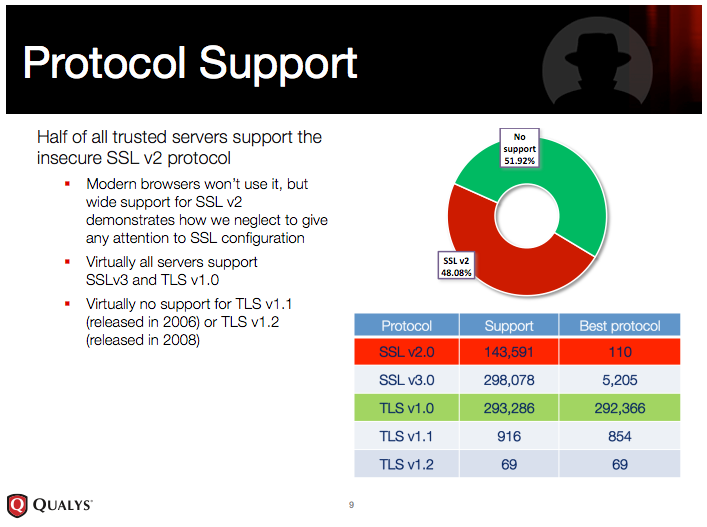 Protocol Support
Half of all trusted servers support the
insecure SSL v2 protocol
▪ Modern browsers won't use it, but
wide support for SSL v2
demonstrates how we neglect to give
any attention to SSL configuration
▪ Virtually all servers support
SSLv3 and TLS v1.0
▪ Virtually no support for TLS v1.1
(released in 2006) or TLS v1.2
(released in 2008)
No
support
51.92%
SSL v2
48.08%
Protocol Support Best protocol
SSL v2.0 143,591 110
SSL v3.0 298,078 5,205
TLS v1.0 293,286 292,366
TLS v1.1 916 854
TLS v1.2 69 69
QUALYS
9